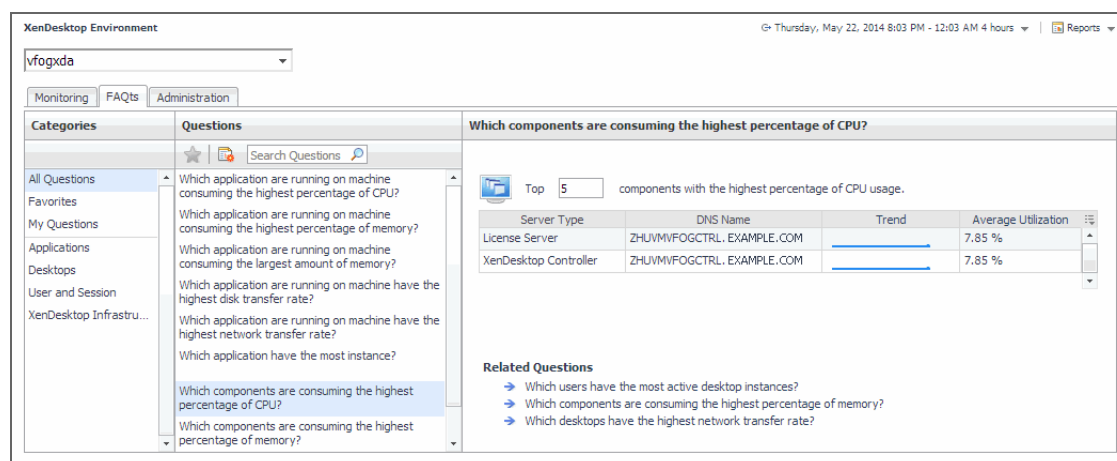 XenDesktop Environment
Thursday, May 22, 2014 8:03 PM - 12:03 AM 4 hours
Reports
vfogxda
Monitoring
FAQts
Administration
Categories
All Questions
Favorites
My Questions
Applications
Desktops
User and Session
XenDesktop Infrastru...
Questions
Search Questions
Which application are running on machine
consuming the highest percentage of CPU?
Which application are running on machine
consuming the highest percentage of memory?
Which application are running on machine
consuming the largest amount of memory?
Which application are running on machine have the
highest disk transfer rate?
Which application are running on machine have the
highest network transfer rate?
Which application have the most instance?
Which components are consuming the highest
percentage of CPU?
Which components are consuming the highest
percentage of memory?
Which components are consuming the highest percentage of CPU?
Top 5 components with the highest percentage of CPU usage.
Server Type DNS Name Trend Average Utilization
License Server ZHUVMVFOGCTRL.EXAMPLE.COM 7.85 %
XenDesktop Controller ZHUVMVFOGCTRL.EXAMPLE.COM 7.85 %
Related Questions
Which users have the most active desktop instances?
Which components are consuming the highest percentage of memory?
Which desktops have the highest network transfer rate?